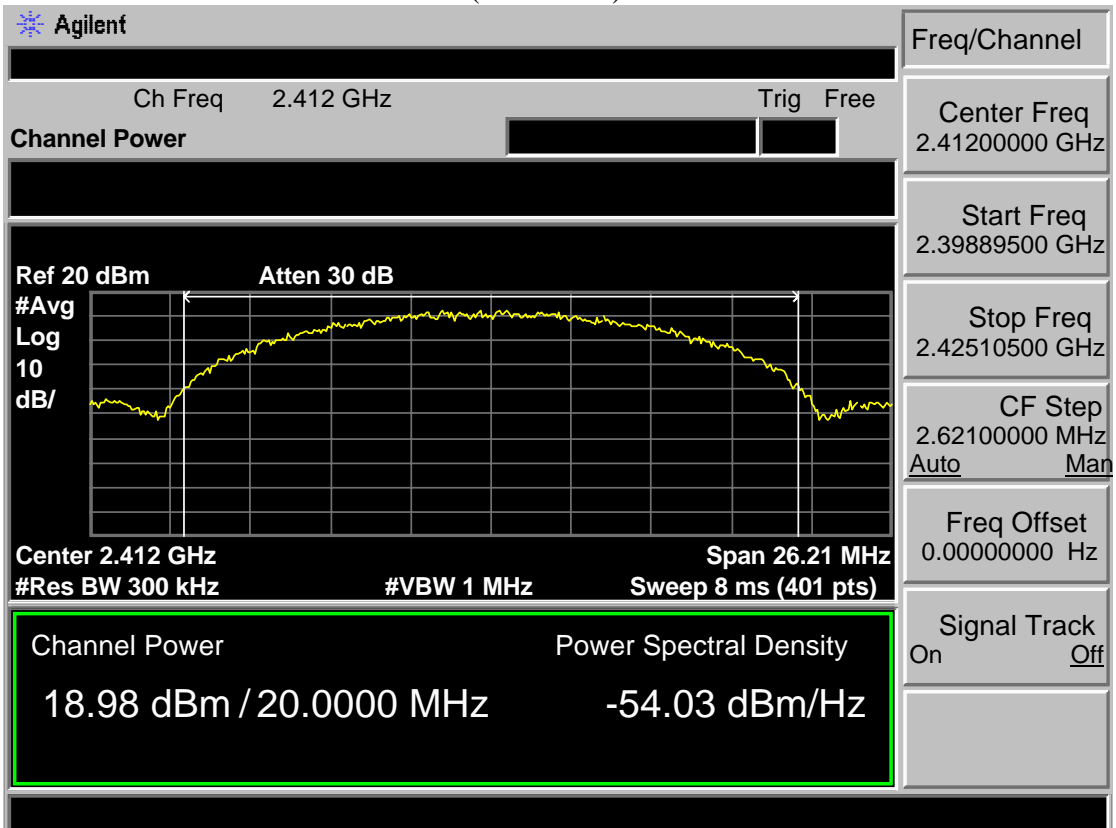 Agilent
Freq/Channel
Ch Freq 2.412 GHz Trig Free
Channel Power
Center Freq
2.41200000 GHz
Start Freq
2.39889500 GHz
Stop Freq
2.42510500 GHz
CF Step
2.62100000 MHz
Auto Man
Freq Offset
0.00000000 Hz
Signal Track
On Off
Ref 20 dBm Atten 30 dB
#Avg
Log
10
dB/
Center 2.412 GHz Span 26.21 MHz
#Res BW 300 kHz #VBW 1 MHz Sweep 8 ms (401 pts)
Channel Power Power Spectral Density
18.98 dBm / 20.0000 MHz -54.03 dBm/Hz